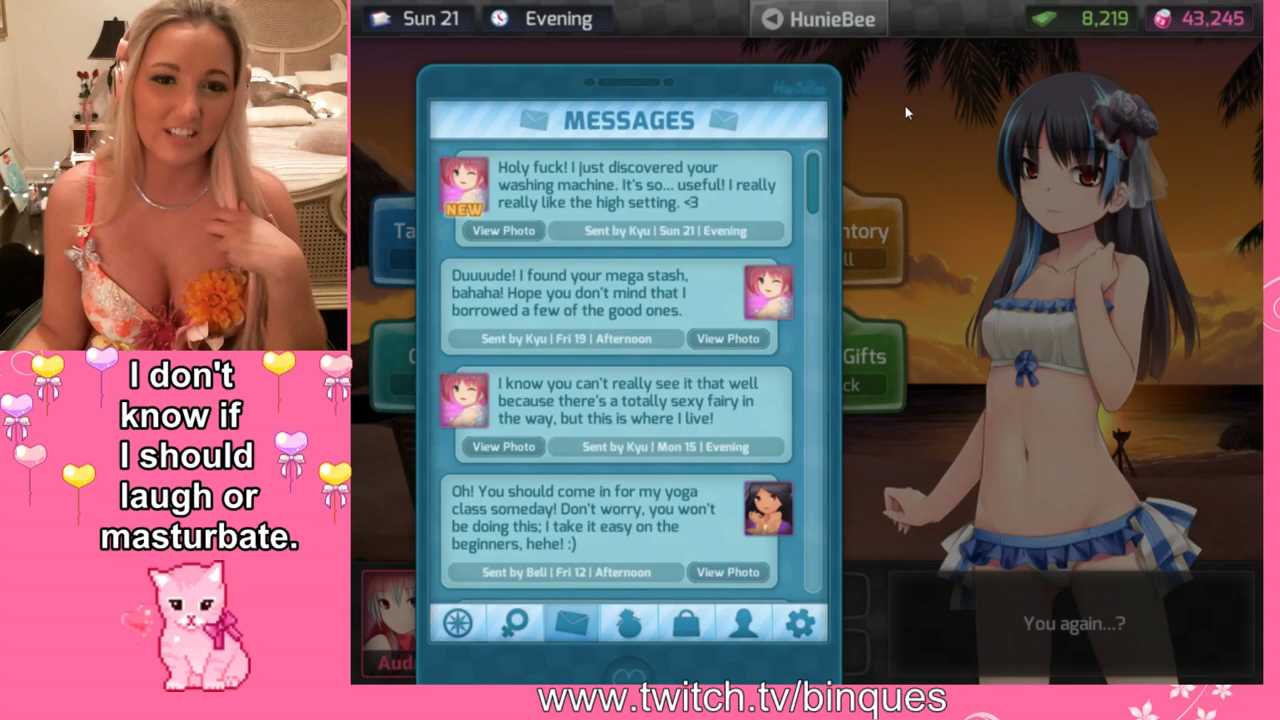 Sun 21
Evening
HunieBee
8,219
43,245
HunieBee
MESSAGES
Holy fuck! I just discovered your
washing machine. It's so... useful! I really
really like the high setting. <3
NEW
View Photo
Sent by Kyu | Sun 21 | Evening
Duuuude! I found your mega stash,
bahaha! Hope you don't mind that I
borrowed a few of the good ones.
Sent by Kyu | Fri 19 | Afternoon
View Photo
I know you can't really see it that well
because there's a totally sexy fairy in
the way, but this is where I live!
View Photo
Sent by Kyu | Mon 15 | Evening
Oh! You should come in for my yoga
class someday! Don't worry, you won't
be doing this; I take it easy on the
beginners, hehe! :)
Sent by Beli | Fri 12 | Afternoon
View Photo
Ta
ntory
ll
Gifts
ck
Aud
You again...?
I don't
know if
I should
laugh or
masturbate.
www.twitch.tv/binques